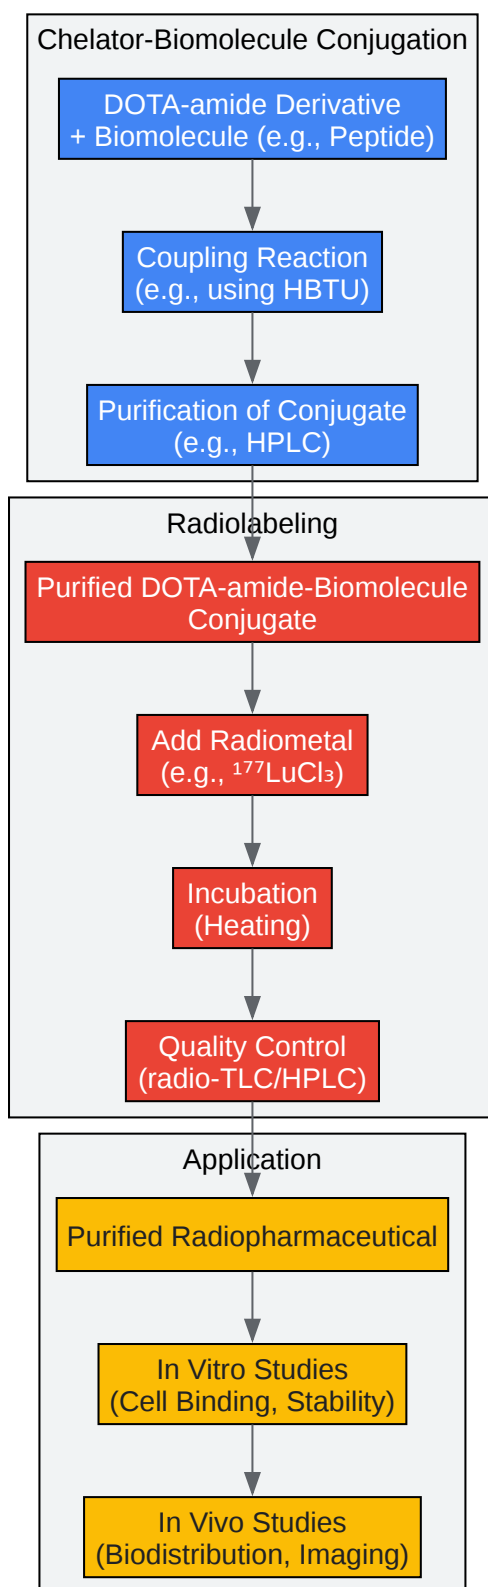 Chelator-Biomolecule Conjugation
DOTA-amide Derivative
+ Biomolecule (e.g., Peptide)
Coupling Reaction
(e.g., using HBTU)
Purification of Conjugate
(e.g., HPLC)
Radiolabeling
Purified DOTA-amide-Biomolecule
Conjugate
Add Radiometal
(e.g., ¹⁷⁷LuCl₃)
Incubation
(Heating)
Quality Control
(radio-TLC/HPLC)
Application
Purified Radiopharmaceutical
In Vitro Studies
(Cell Binding, Stability)
In Vivo Studies
(Biodistribution, Imaging)